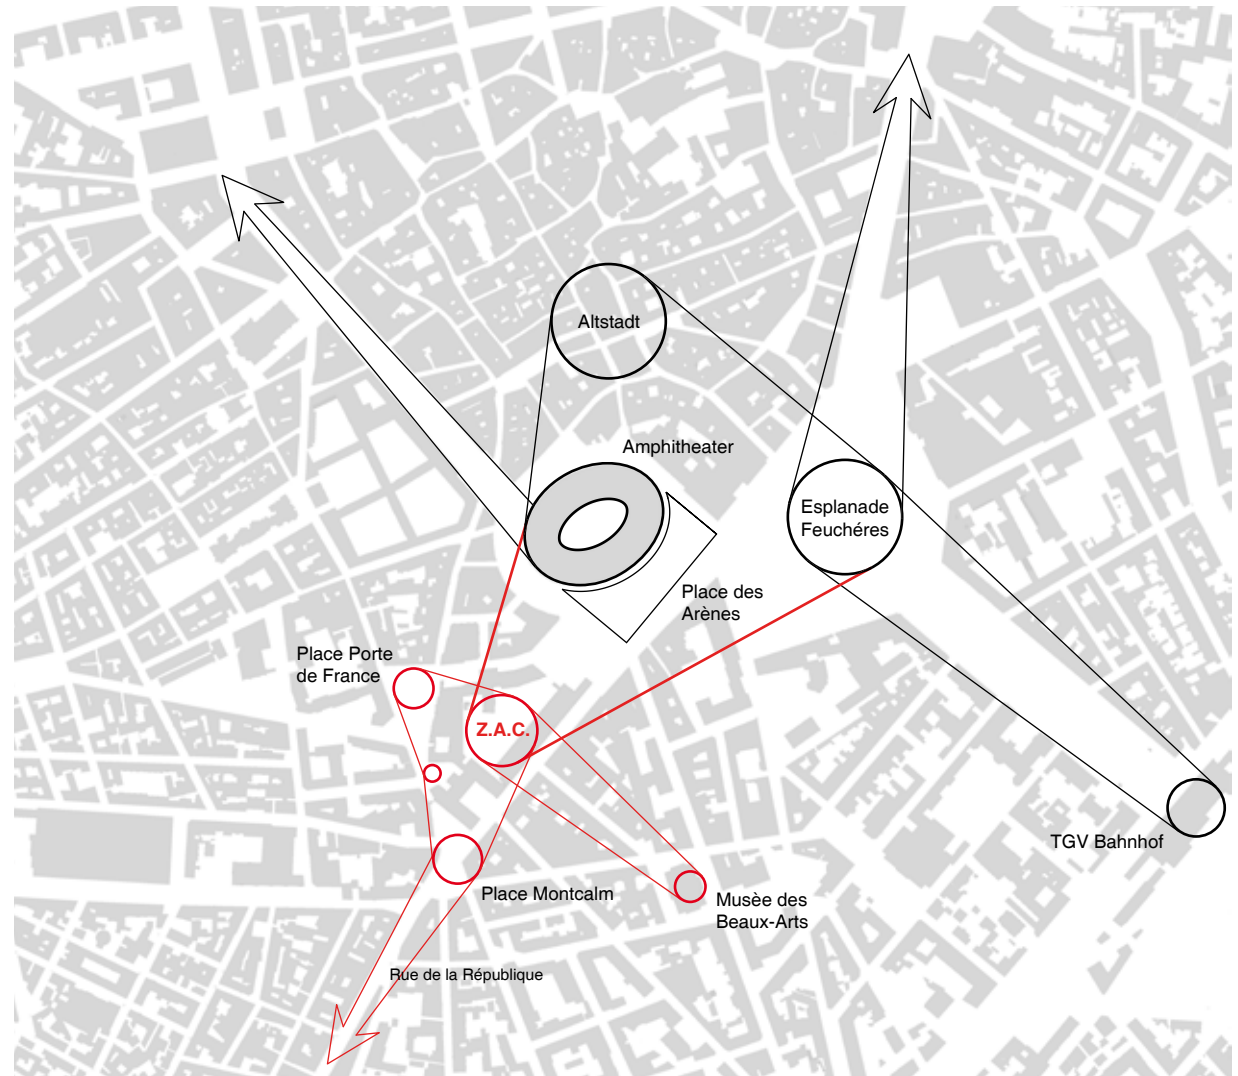 Altstadt
Amphitheater
Esplanade
Feuchéres
Place des
Arènes
Place Porte
de France
Z.A.C.
TGV Bahnhof
Place Montcalm
Musèe des
Beaux-Arts
Rue de la République